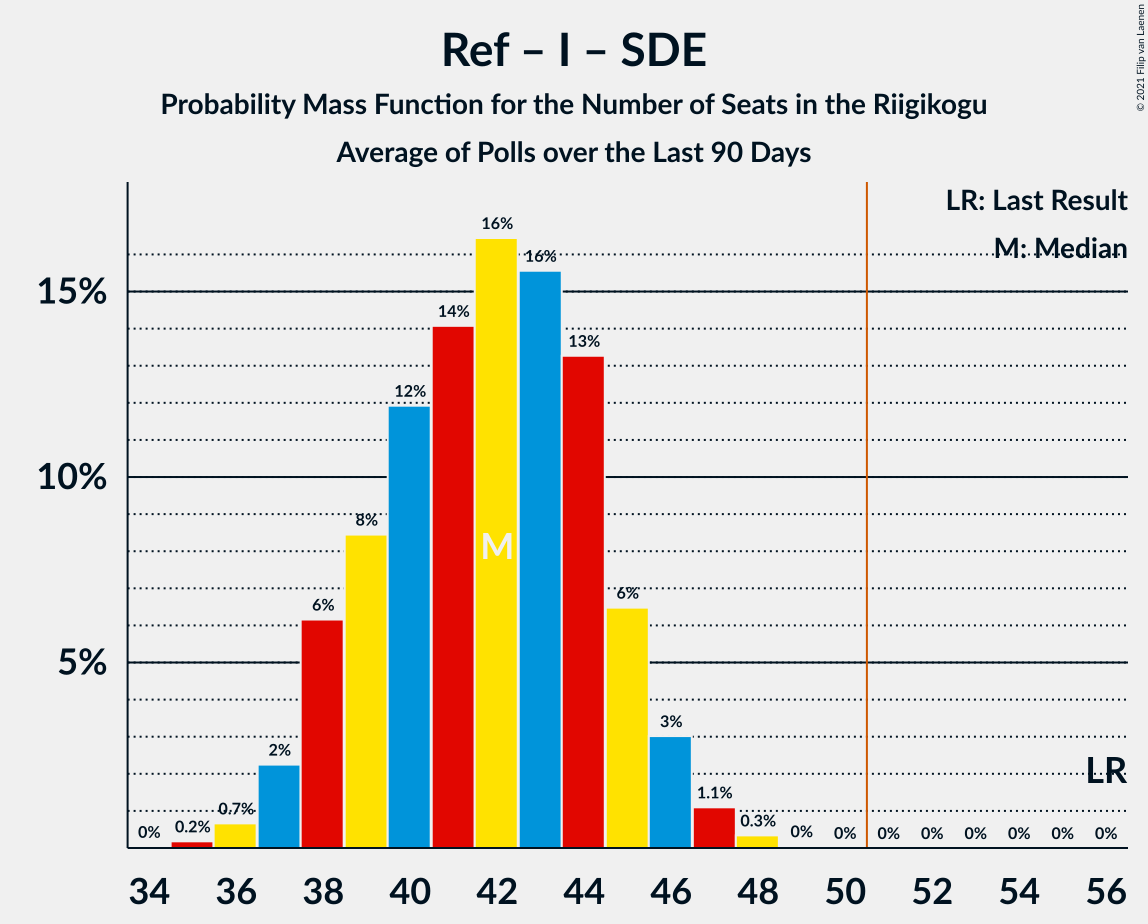 Ref – I – SDE
Probability Mass Function for the Number of Seats in the Riigikogu
Average of Polls over the Last 90 Days
© 2021 Filip van Laenen
LR: Last Result
M: Median
15%
10%
5%
0%
0.2%
0.7%
2%
6%
8%
12%
14%
16%
16%
13%
6%
3%
1.1%
0.3%
0%
0%
0%
0%
0%
0%
0%
0%
M
LR
34 36 38 40 42 44 46 48 50 52 54 56